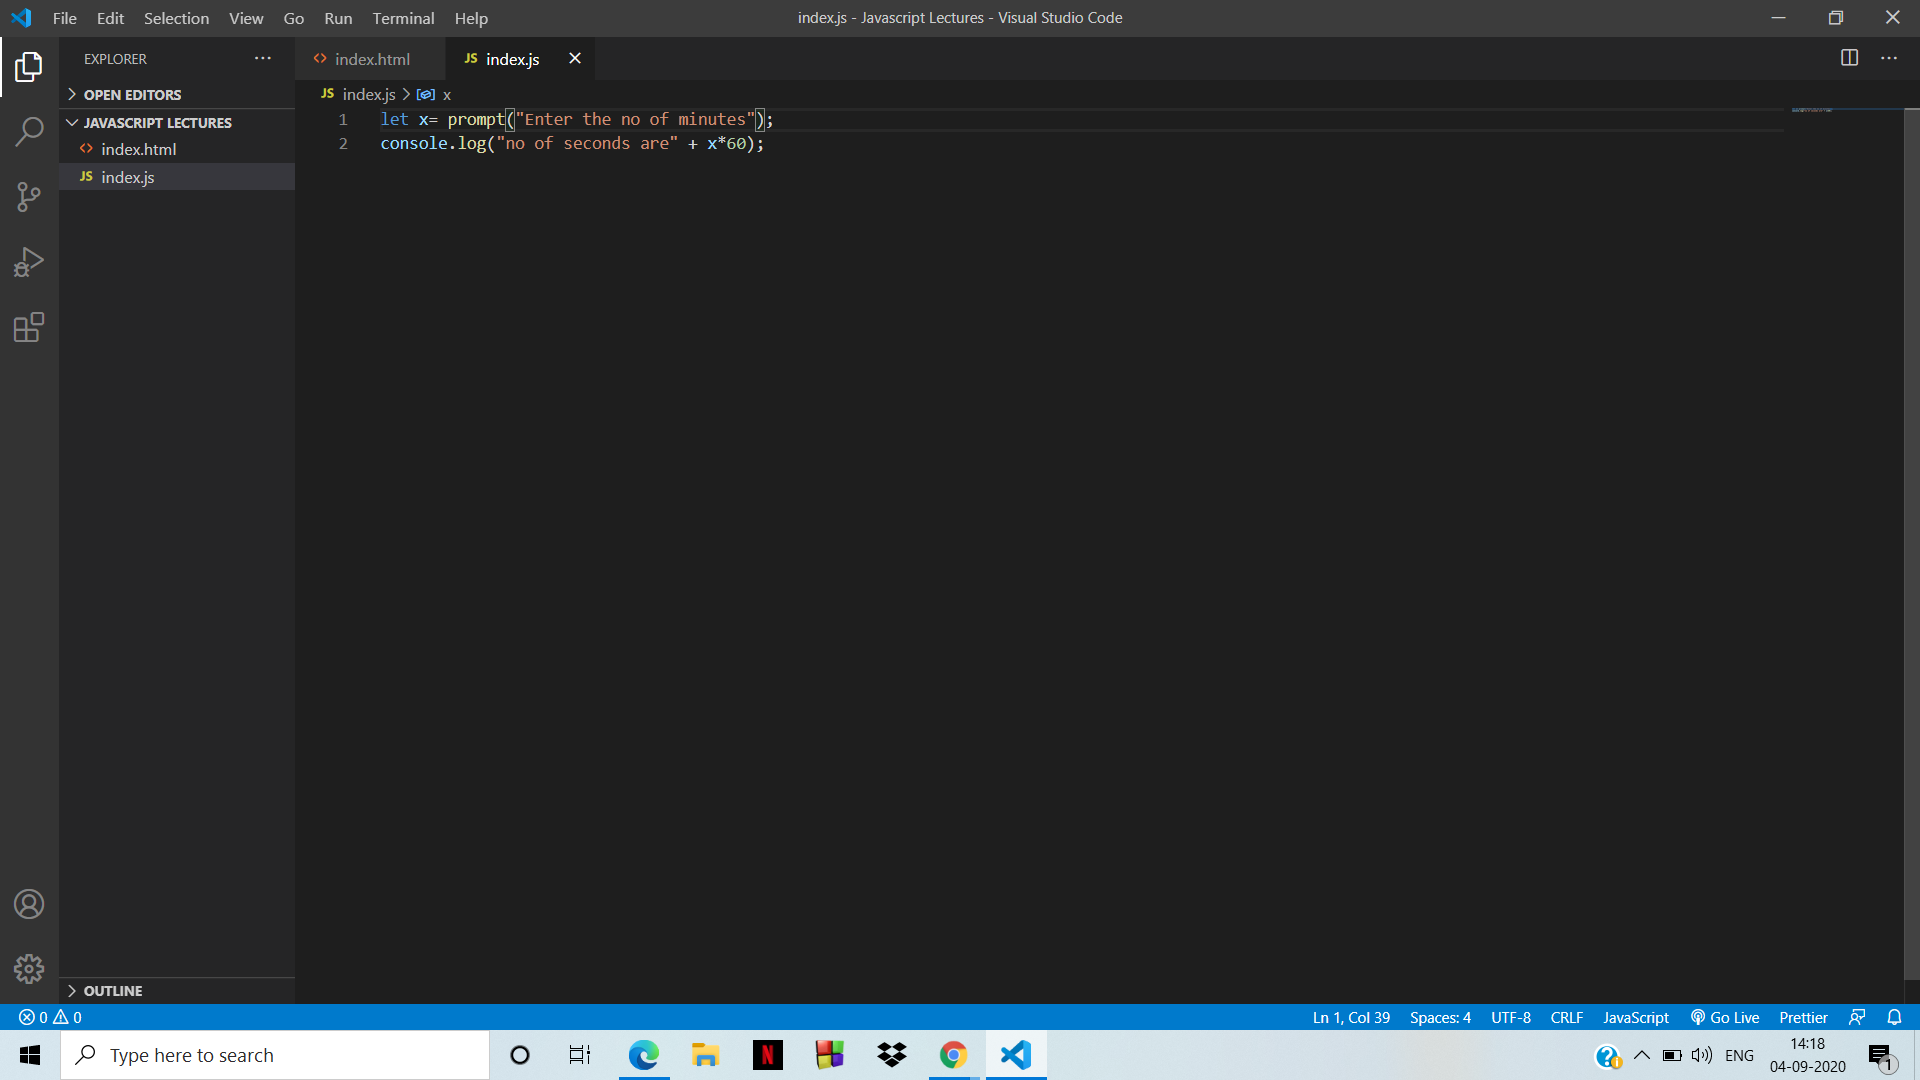 File Edit Selection View Go Run Terminal Help
index.js - Javascript Lectures - Visual Studio Code
EXPLORER
OPEN EDITORS
JAVASCRIPT LECTURES
index.html
JS index.js
OUTLINE
index.html JS index.js
JS index.js > x
1 let x= prompt("Enter the no of minutes");
2 console.log("no of seconds are" + x*60);
0 0
Ln 1, Col 39 Spaces: 4 UTF-8 CRLF JavaScript Go Live Prettier
Type here to search
N
ENG
14:18
04-09-2020
1